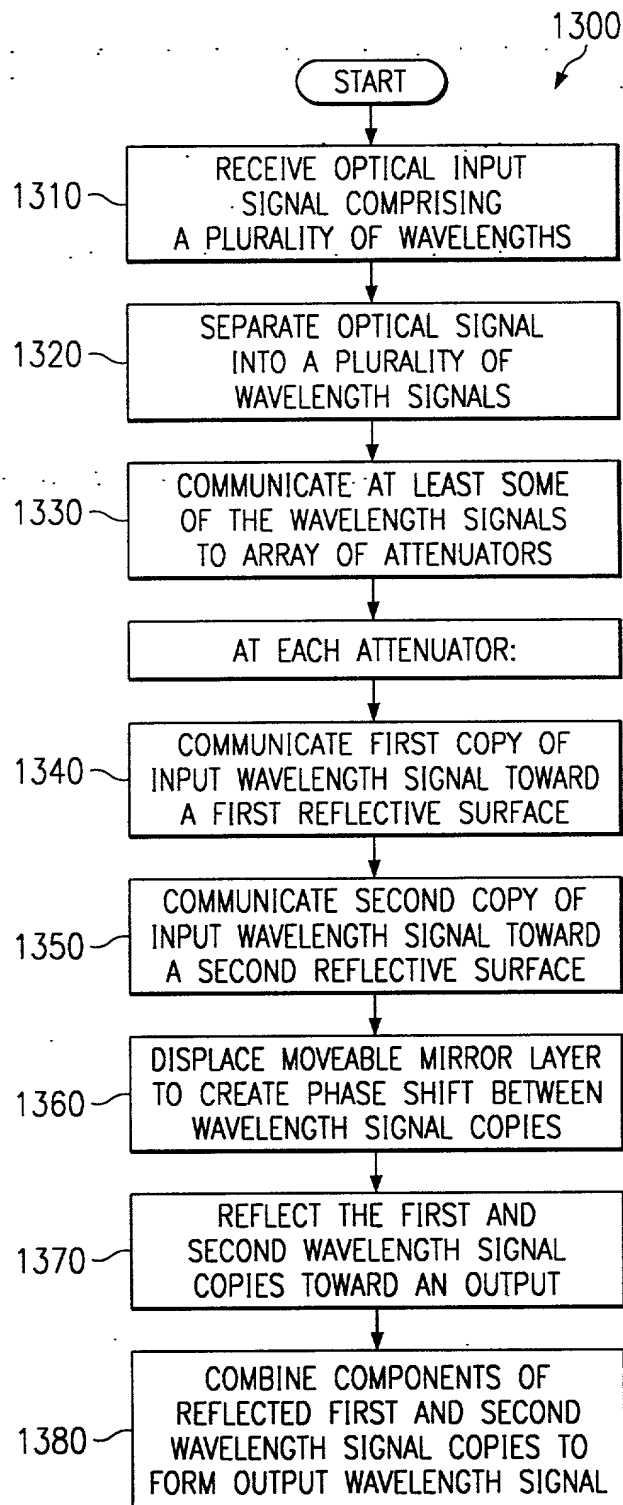 1300
START
1310
RECEIVE OPTICAL INPUT
SIGNAL COMPRISING
A PLURALITY OF WAVELENGTHS
1320
SEPARATE OPTICAL SIGNAL
INTO A PLURALITY OF
WAVELENGTH SIGNALS
1330
COMMUNICATE AT LEAST SOME
OF THE WAVELENGTH SIGNALS
TO ARRAY OF ATTENUATORS
AT EACH ATTENUATOR:
1340
COMMUNICATE FIRST COPY OF
INPUT WAVELENGTH SIGNAL TOWARD
A FIRST REFLECTIVE SURFACE
1350
COMMUNICATE SECOND COPY OF
INPUT WAVELENGTH SIGNAL TOWARD
A SECOND REFLECTIVE SURFACE
1360
DISPLACE MOVEABLE MIRROR LAYER
TO CREATE PHASE SHIFT BETWEEN
WAVELENGTH SIGNAL COPIES
1370
REFLECT THE FIRST AND
SECOND WAVELENGTH SIGNAL
COPIES TOWARD AN OUTPUT
1380
COMBINE COMPONENTS OF
REFLECTED FIRST AND SECOND
WAVELENGTH SIGNAL COPIES TO
FORM OUTPUT WAVELENGTH SIGNAL